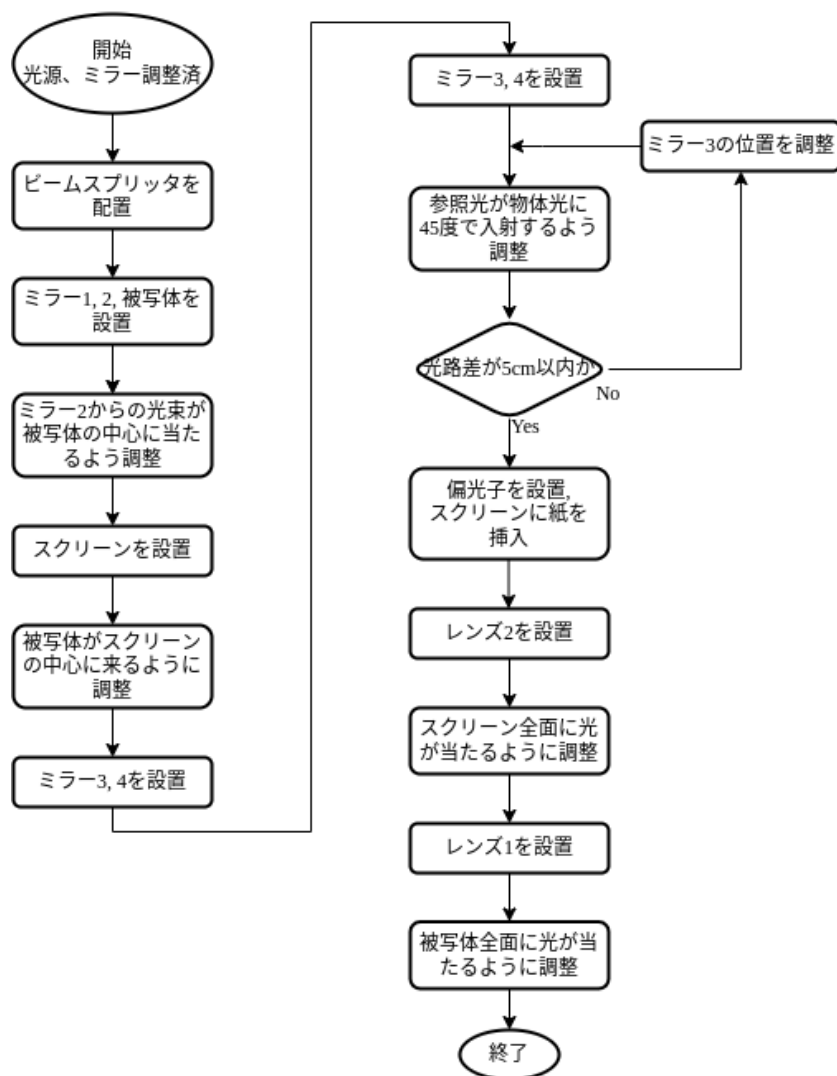 開始
光源、ミラー調整済
ビームスプリッタを
配置
ミラー1, 2, 被写体を
設置
ミラー2からの光束が
被写体の中心に当た
るよう調整
スクリーンを設置
被写体がスクリーン
の中心に来るように
調整
ミラー3, 4を設置
ミラー3, 4を設置
ミラー3の位置を調整
参照光が物体光に
45度で入射するよう
調整
光路差が5cm以内か
No
Yes
偏光子を設置,
スクリーンに紙を
挿入
レンズ2を設置
スクリーン全面に光
が当たるように調整
レンズ1を設置
被写体全面に光が当
たるように調整
終了